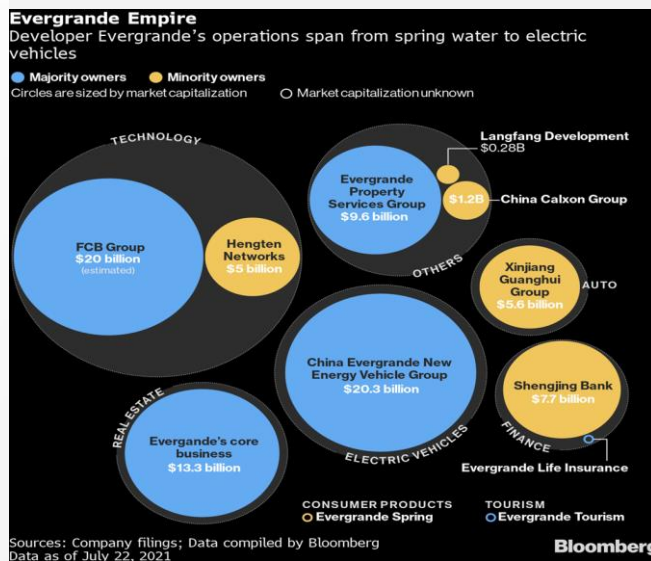 Evergrande Empire
Developer Evergrande's operations span from spring water to electric
vehicles
Majority owners Minority owners
Circles are sized by market capitalization Market capitalization unknown
TECHNOLOGY
FCB Group
$20 billion
(estimated)
Hengten
Networks
$5 billion
Evergrande
Property
Services Group
$9.6 billion
Langfang Development
$0.28B
$1.2B
China Calxon Group
OTHERS
Xinjiang
Guanghui
Group
$5.6 billion
AUTO
China Evergrande New
Energy Vehicle Group
$20.3 billion
ELECTRIC VEHICLES
REAL ESTATE
Evergande's core
business
$13.3 billion
Shengjing Bank
$7.7 billion
FINANCE
Evergrande Life Insurance
CONSUMER PRODUCTS
Evergrande Spring
TOURISM
Evergrande Tourism
Sources: Company filings; Data compiled by Bloomberg
Data as of July 22, 2021
Bloomberg